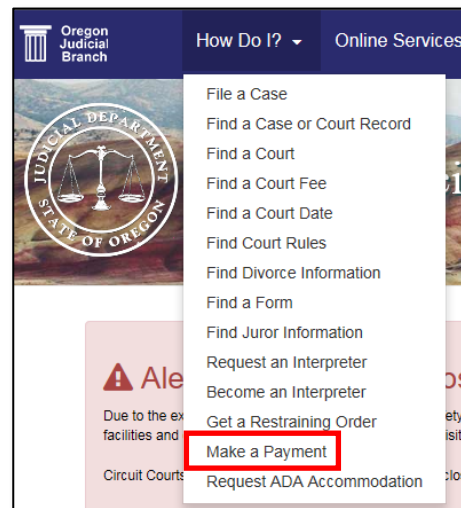 Oregon
Judicial
Branch
How Do I?
Online Services
File a Case
Find a Case or Court Record
Find a Court
Find a Court Fee
Find a Court Date
Find Court Rules
Find Divorce Information
Find a Form
Find Juror Information
Request an Interpreter
Become an Interpreter
Get a Restraining Order
Make a Payment
Request ADA Accommodation
JUDICIAL DEPARTMENT
STATE OF OREGON
Due to the
facilities and
Circuit Courts